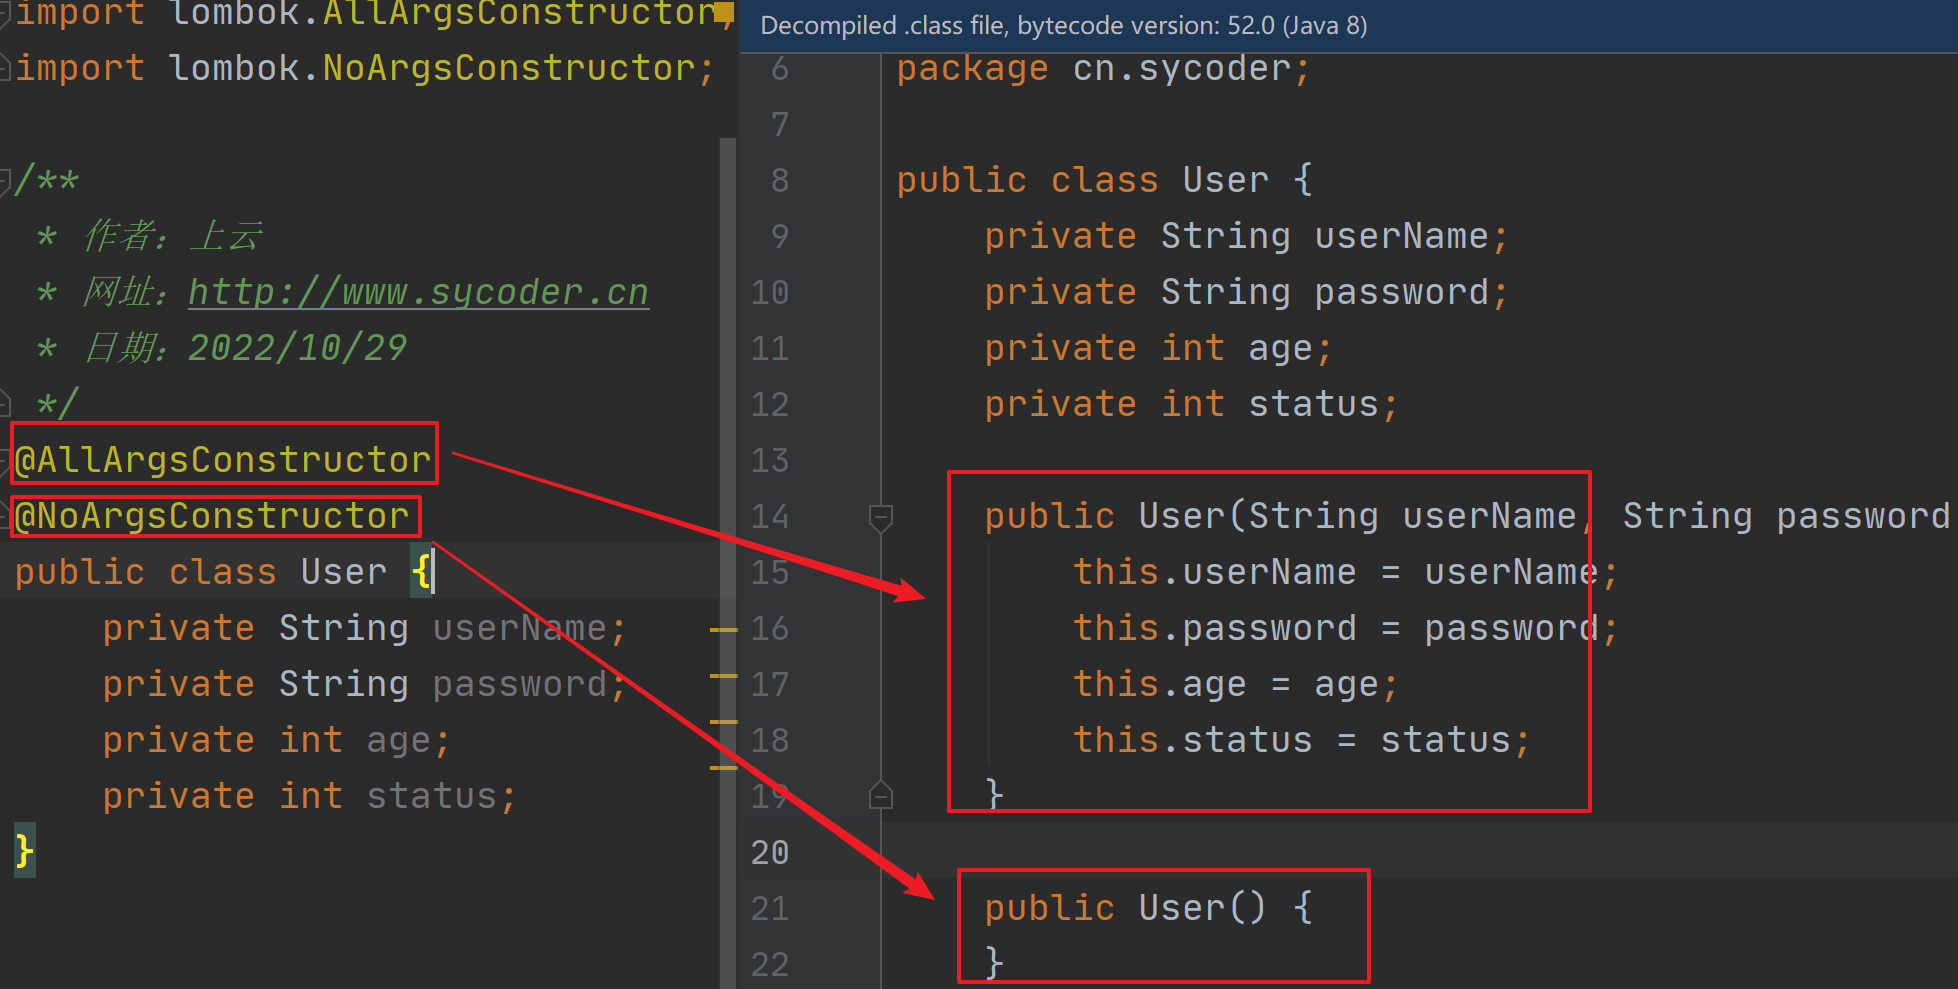 import lombok.AllArgsConstructor;
import lombok.NoArgsConstructor;
/**
* 作者：上云
* 网址：http://www.sycoder.cn
* 日期：2022/10/29
*/
@AllArgsConstructor
@NoArgsConstructor
public class User {
private String userName;
private String password;
private int age;
private int status;
}
Decompiled .class file, bytecode version: 52.0 (Java 8)
6 package cn.sycoder;
7
8 public class User {
9 private String userName;
10 private String password;
11 private int age;
12 private int status;
13
14 public User(String userName, String password
15 this.userName = userName;
16 this.password = password;
17 this.age = age;
18 this.status = status;
19 }
20
21 public User() {
22 }